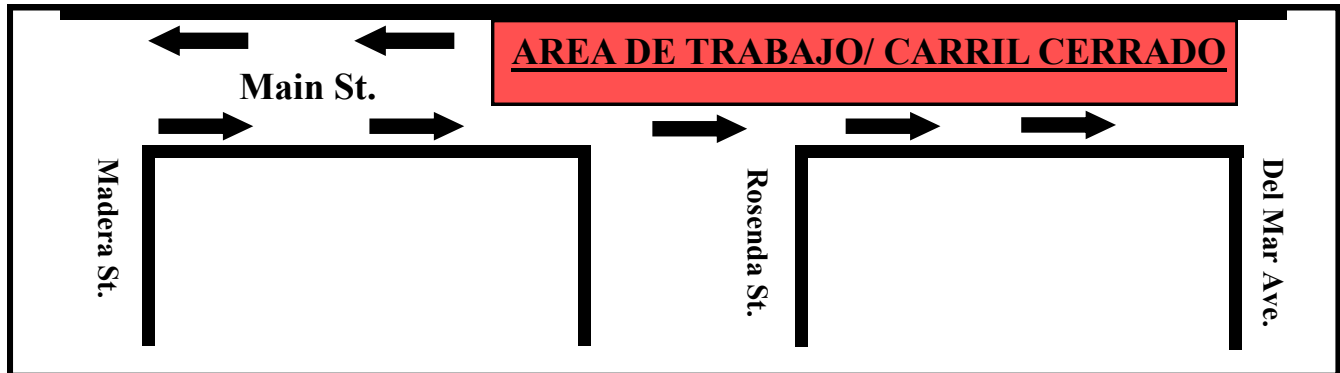 AREA DE TRABAJO/ CARRIL CERRADO
Main St.
Madera St.
Rosenda St.
Del Mar Ave.